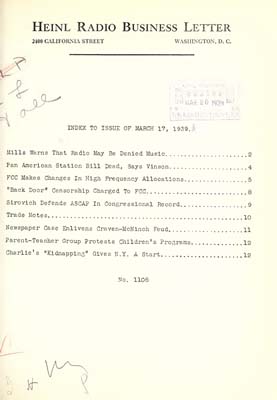 HEINL RADIO BUSINESS LETTER
2400 CALIFORNIA STREET WASHINGTON, D. C.
INDEX TO ISSUE OF MARCH 17, 1939.
Mills Warns That Radio May Be Denied Music....................2
Pan American Station Bill Dead, Says Vinson...................4
FCC Makes Changes In High Frequency Allocations...............5
"Back Door" Censorship Charged To FCC.........................8
Sirovich Defends ASCAP In Congressional Record................9
Trade Notes..................................................10
Newspaper Case Enlivens Craven-McNinch Feud..................11
Parent-Teacher Group Protests Children's Programs............12
Charlie's "Kidnapping" Gives N.Y. A Start....................12
No. 1108